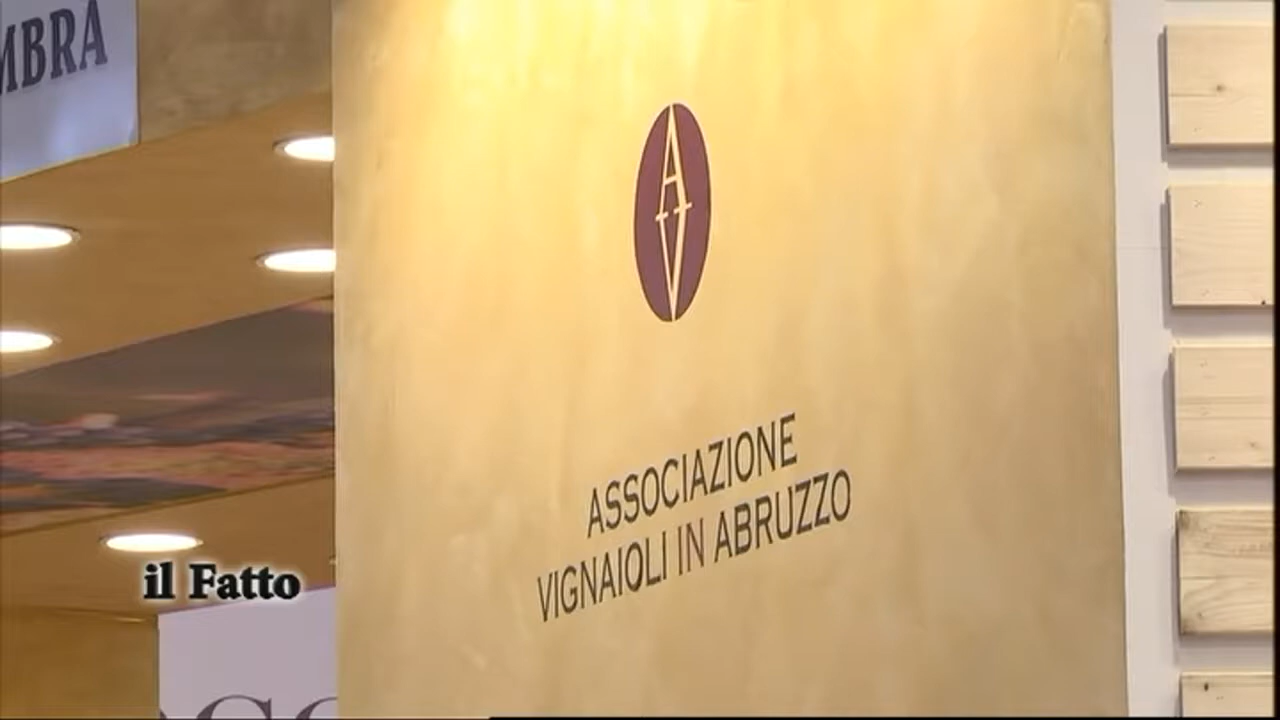 MBRA
A
V
ASSOCIAZIONE
VIGNAIOLI IN ABRUZZO
il Fatto